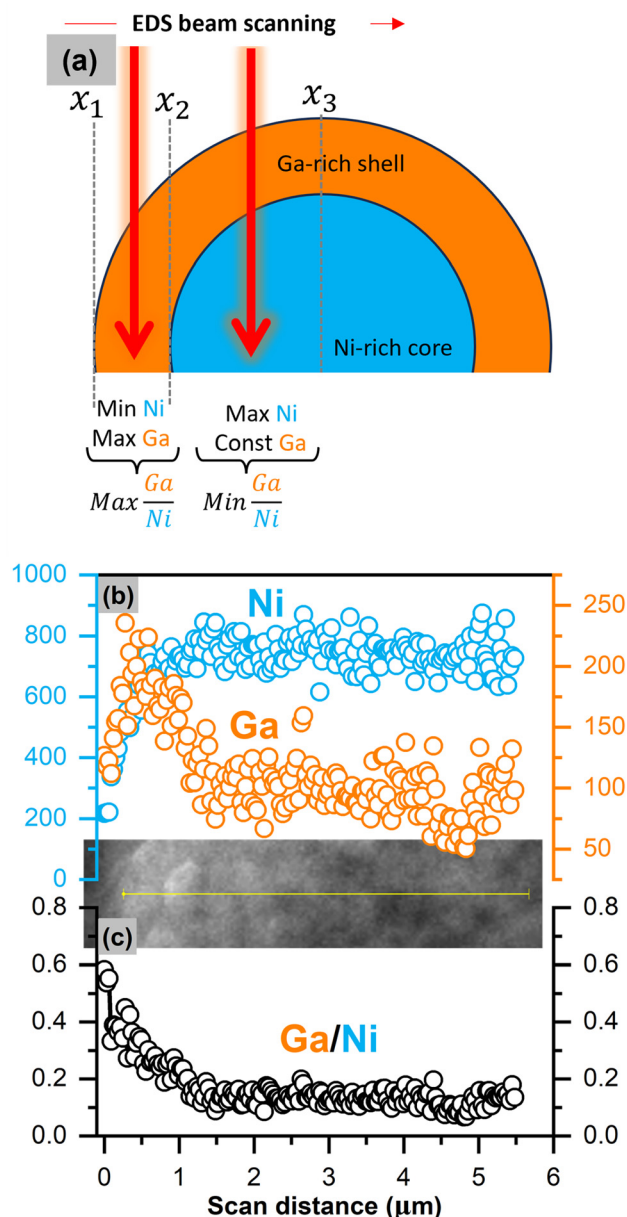 EDS beam scanning
(a)
x₁ x₂ x₃
Ga-rich shell
Ni-rich core
Min Ni
Max Ga
Max Ga/Ni
Max Ni
Const Ga
Min Ga/Ni
(b)
Ni
Ga
1000
800
600
400
200
0
250
200
150
100
50
(c)
Ga/Ni
0.8
0.6
0.4
0.2
0.0
0.8
0.6
0.4
0.2
0.0
0 1 2 3 4 5 6
Scan distance (μm)